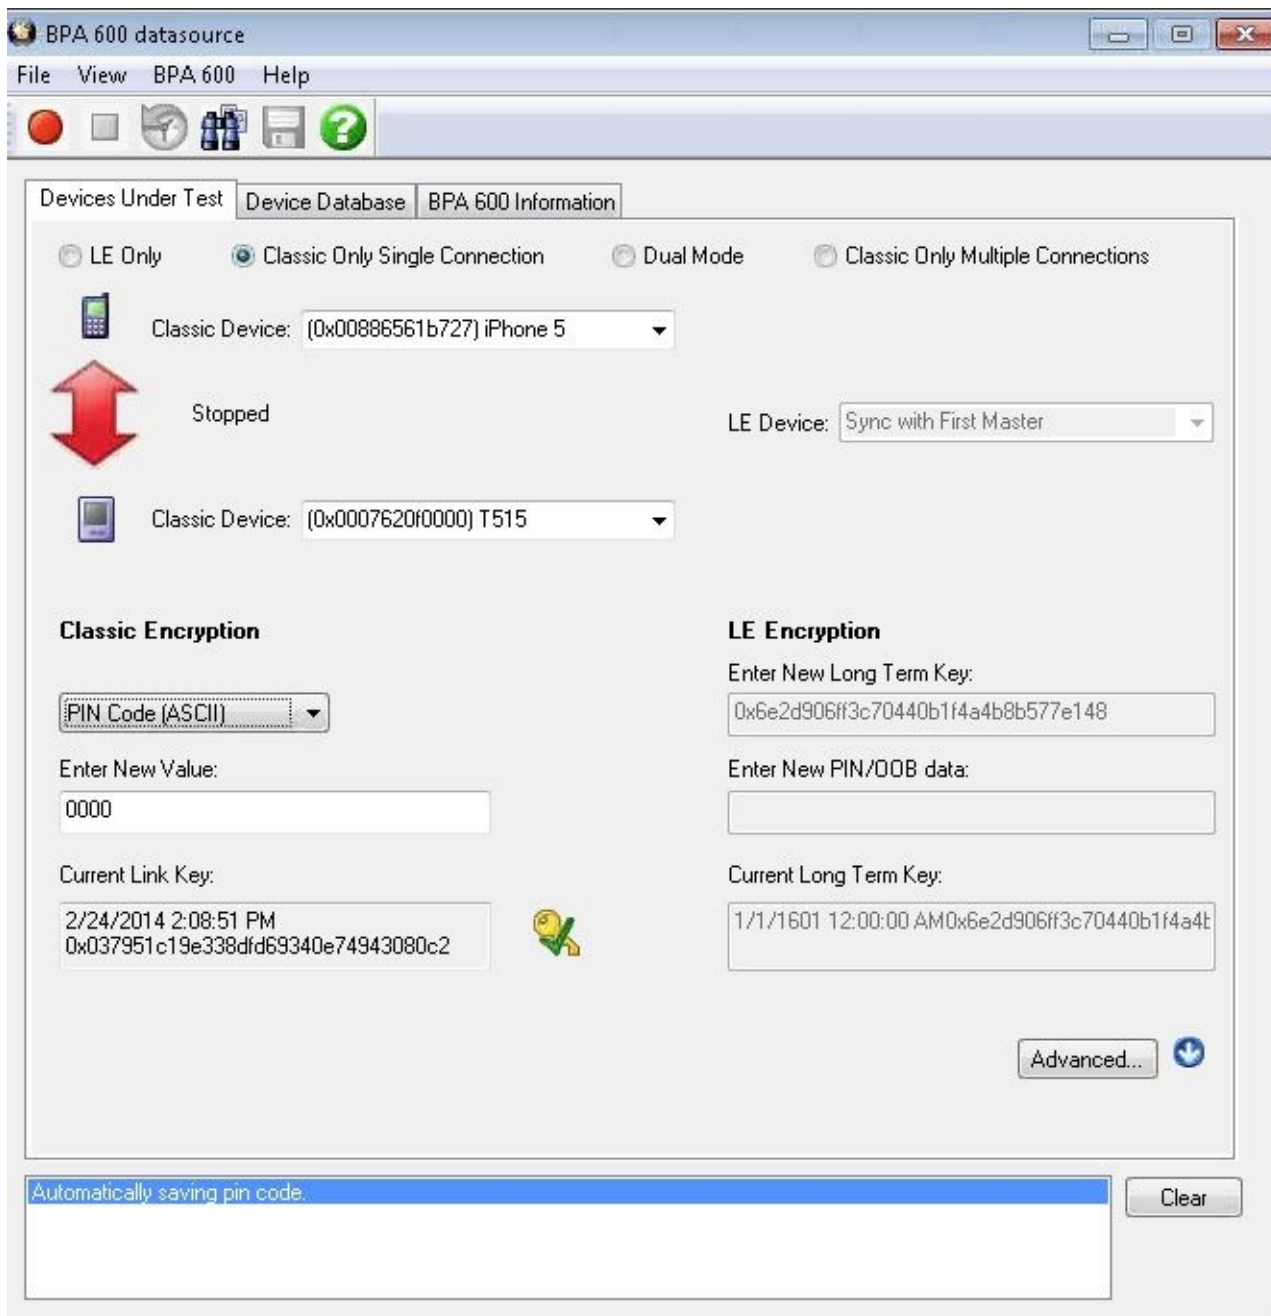 BPA 600 datasource
File View BPA 600 Help
Devices Under Test Device Database BPA 600 Information
LE Only Classic Only Single Connection Dual Mode Classic Only Multiple Connections
Classic Device: (0x00886561b727) iPhone 5
Stopped
LE Device: Sync with First Master
Classic Device: (0x0007620f0000) T515
Classic Encryption
PIN Code (ASCII)
Enter New Value:
0000
Current Link Key:
2/24/2014 2:08:51 PM
0x037951c19e338dfd69340e74943080c2
LE Encryption
Enter New Long Term Key:
0x6e2d906ff3c70440b1f4a4b8b577e148
Enter New PIN/OOB data:
Current Long Term Key:
1/1/1601 12:00:00 AM0x6e2d906ff3c70440b1f4a4b
Advanced...
Automatically saving pin code.
Clear